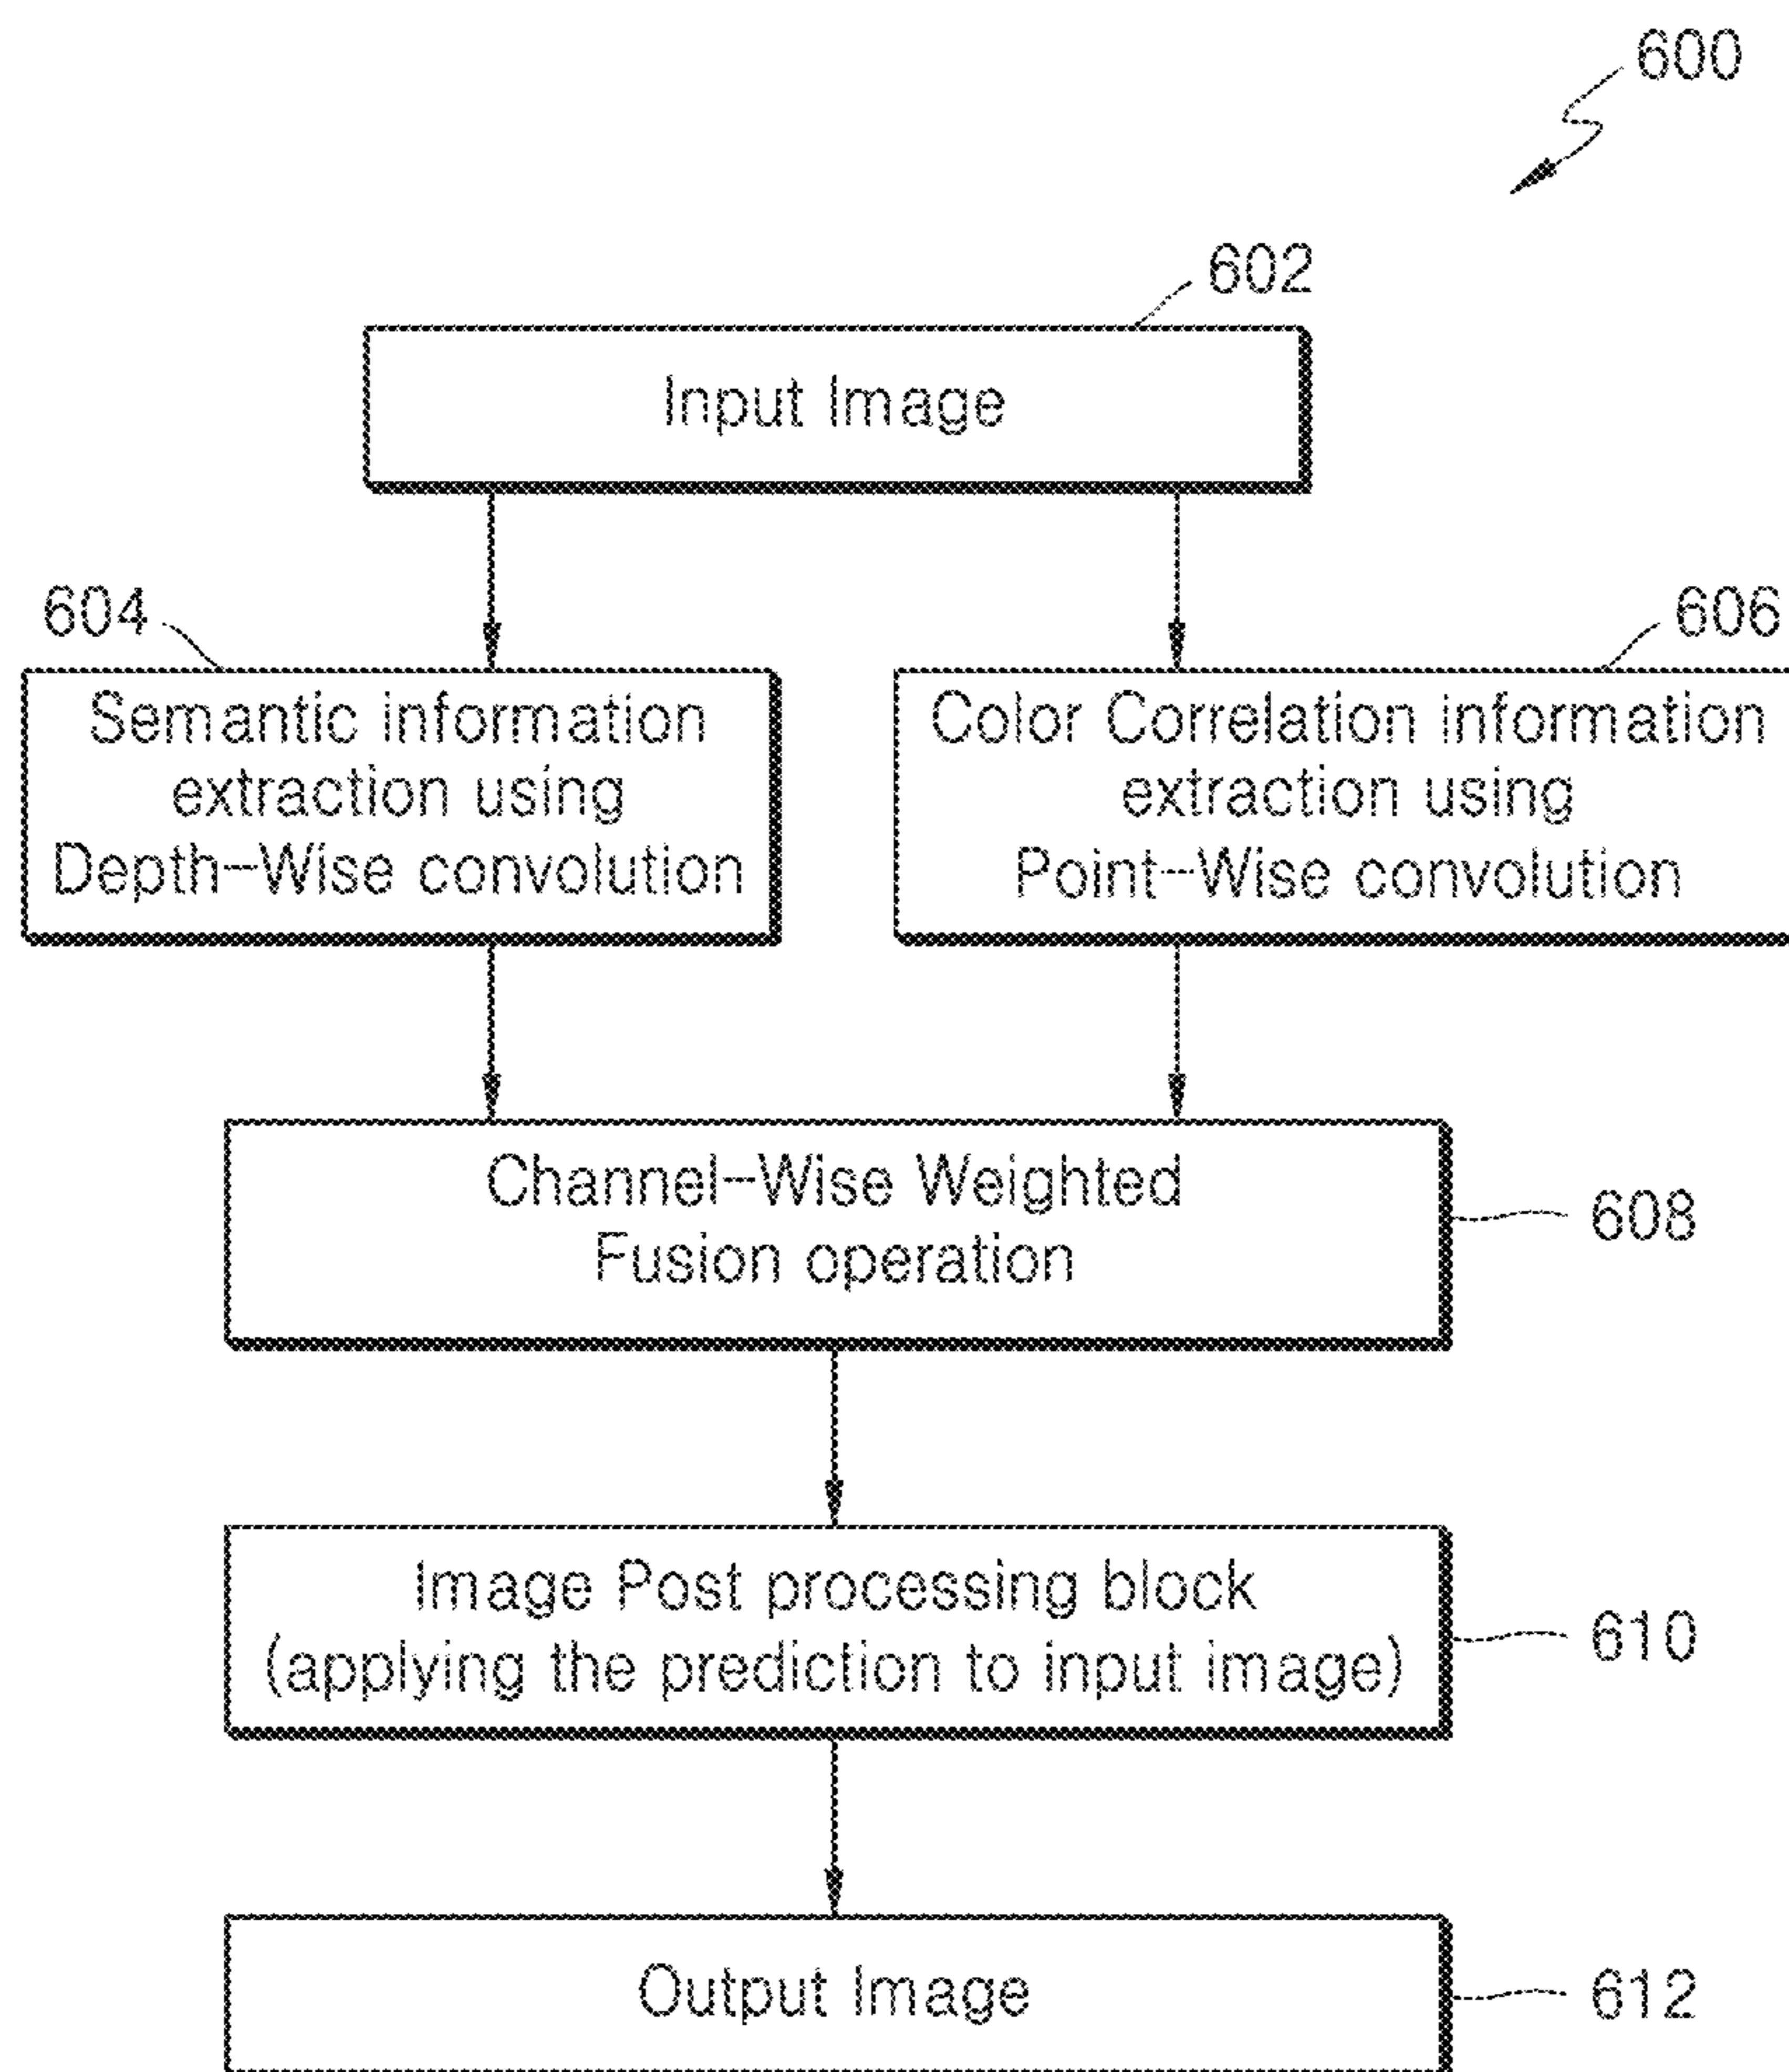 600
602
Input Image
604
606
Semantic information
extraction using
Depth-Wise convolution
Color Correlation information
extraction using
Point-Wise convolution
Channel-Wise Weighted
Fusion operation
608
Image Post processing block
(applying the prediction to input image)
610
Output Image
612